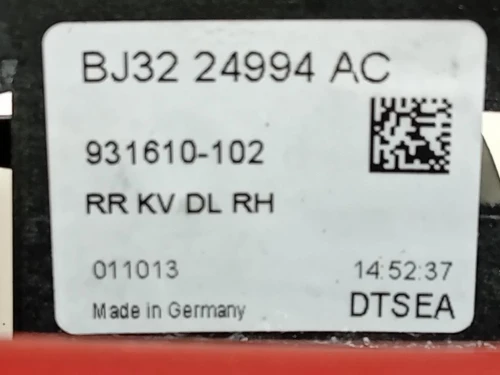 BJ32 24994 AC
931610-102
RR KV DL RH
011013 14:52:37
Made in Germany DTSEA